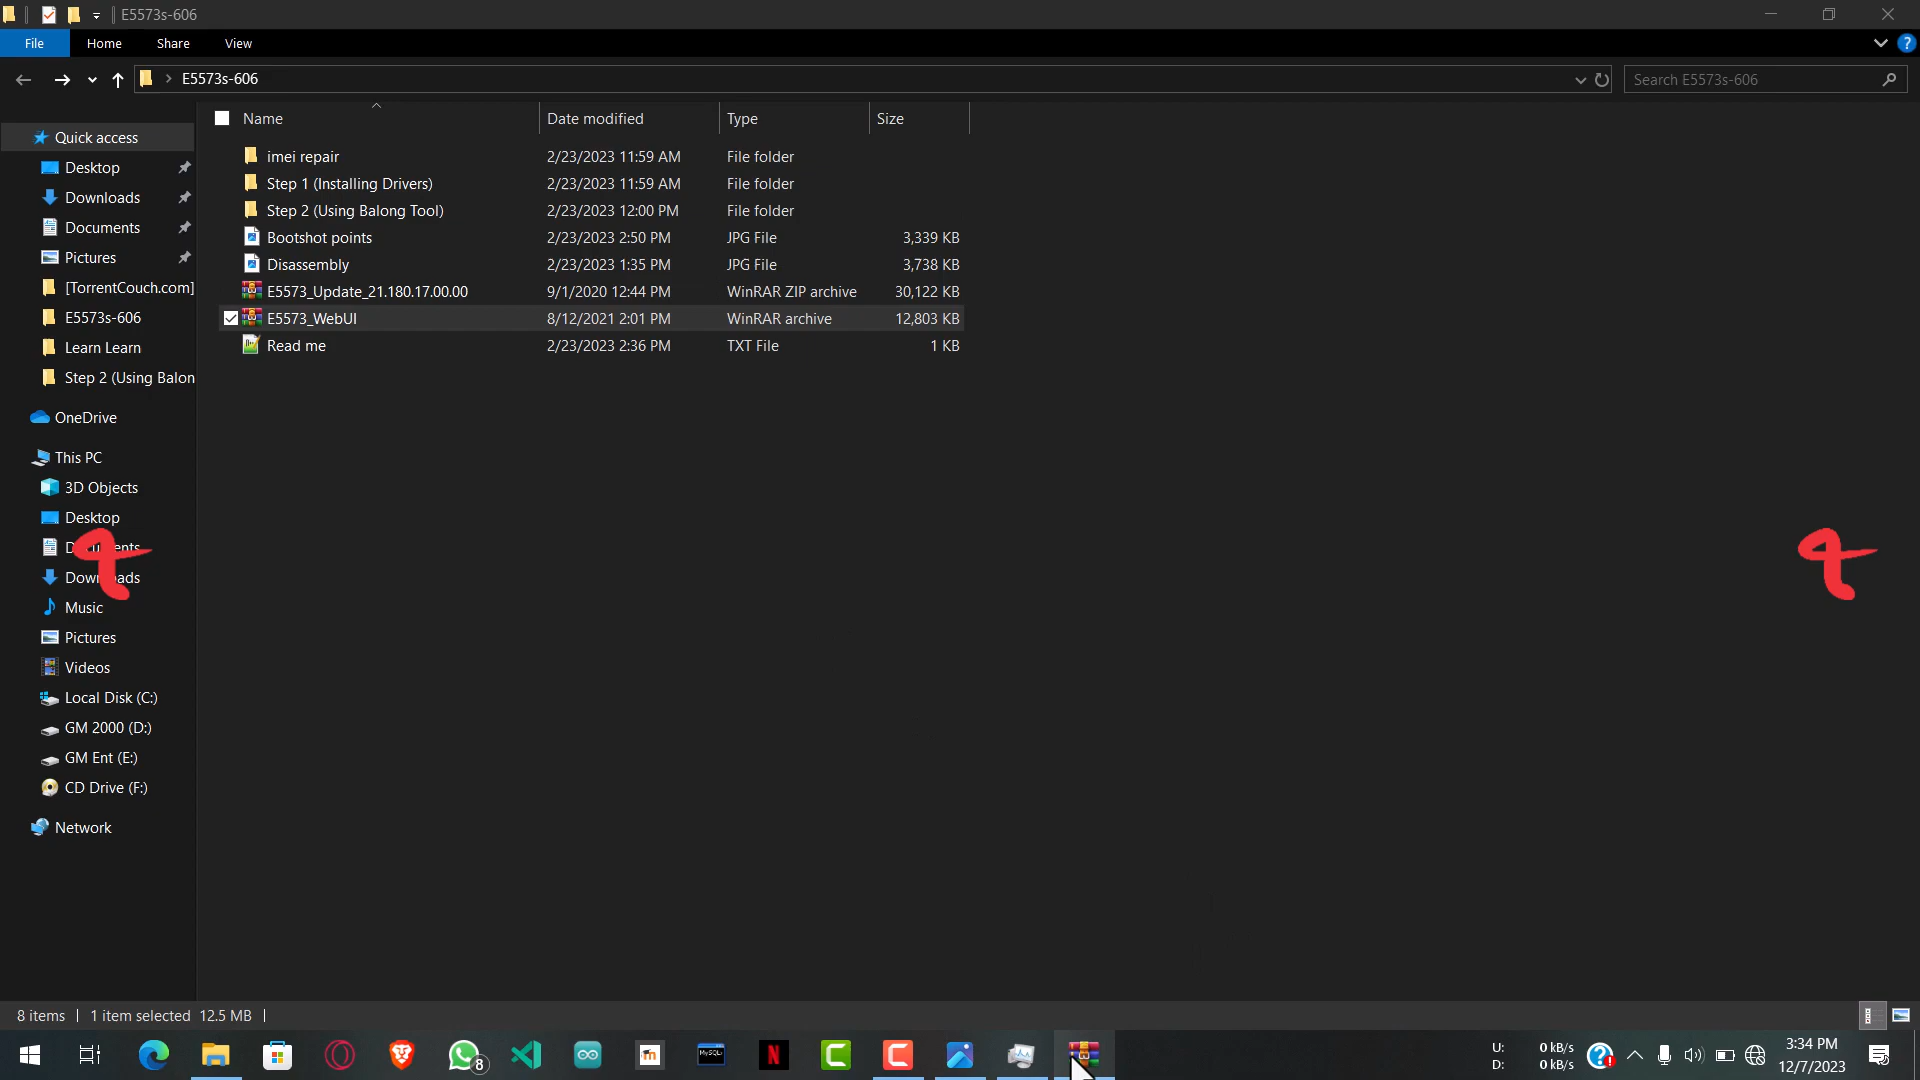 E5573s-606
File Home Share View
E5573s-606
Search E5573s-606
Name Date modified Type Size
Quick access
Desktop
Downloads
Documents
Pictures
[TorrentCouch.com]
E5573s-606
Learn Learn
Step 2 (Using Balon
OneDrive
This PC
3D Objects
Desktop
Documents
Downloads
Music
Pictures
Videos
Local Disk (C:)
GM 2000 (D:)
GM Ent (E:)
CD Drive (F:)
Network
imei repair 2/23/2023 11:59 AM File folder
Step 1 (Installing Drivers) 2/23/2023 11:59 AM File folder
Step 2 (Using Balong Tool) 2/23/2023 12:00 PM File folder
Bootshot points 2/23/2023 2:50 PM JPG File 3,339 KB
Disassembly 2/23/2023 1:35 PM JPG File 3,738 KB
E5573_Update_21.180.17.00.00 9/1/2020 12:44 PM WinRAR ZIP archive 30,122 KB
E5573_WebUI 8/12/2021 2:01 PM WinRAR archive 12,803 KB
Read me 2/23/2023 2:36 PM TXT File 1 KB
8 items 1 item selected 12.5 MB
8
m
MySQL
N
U: 0 kB/s
D: 0 kB/s
3:34 PM
12/7/2023